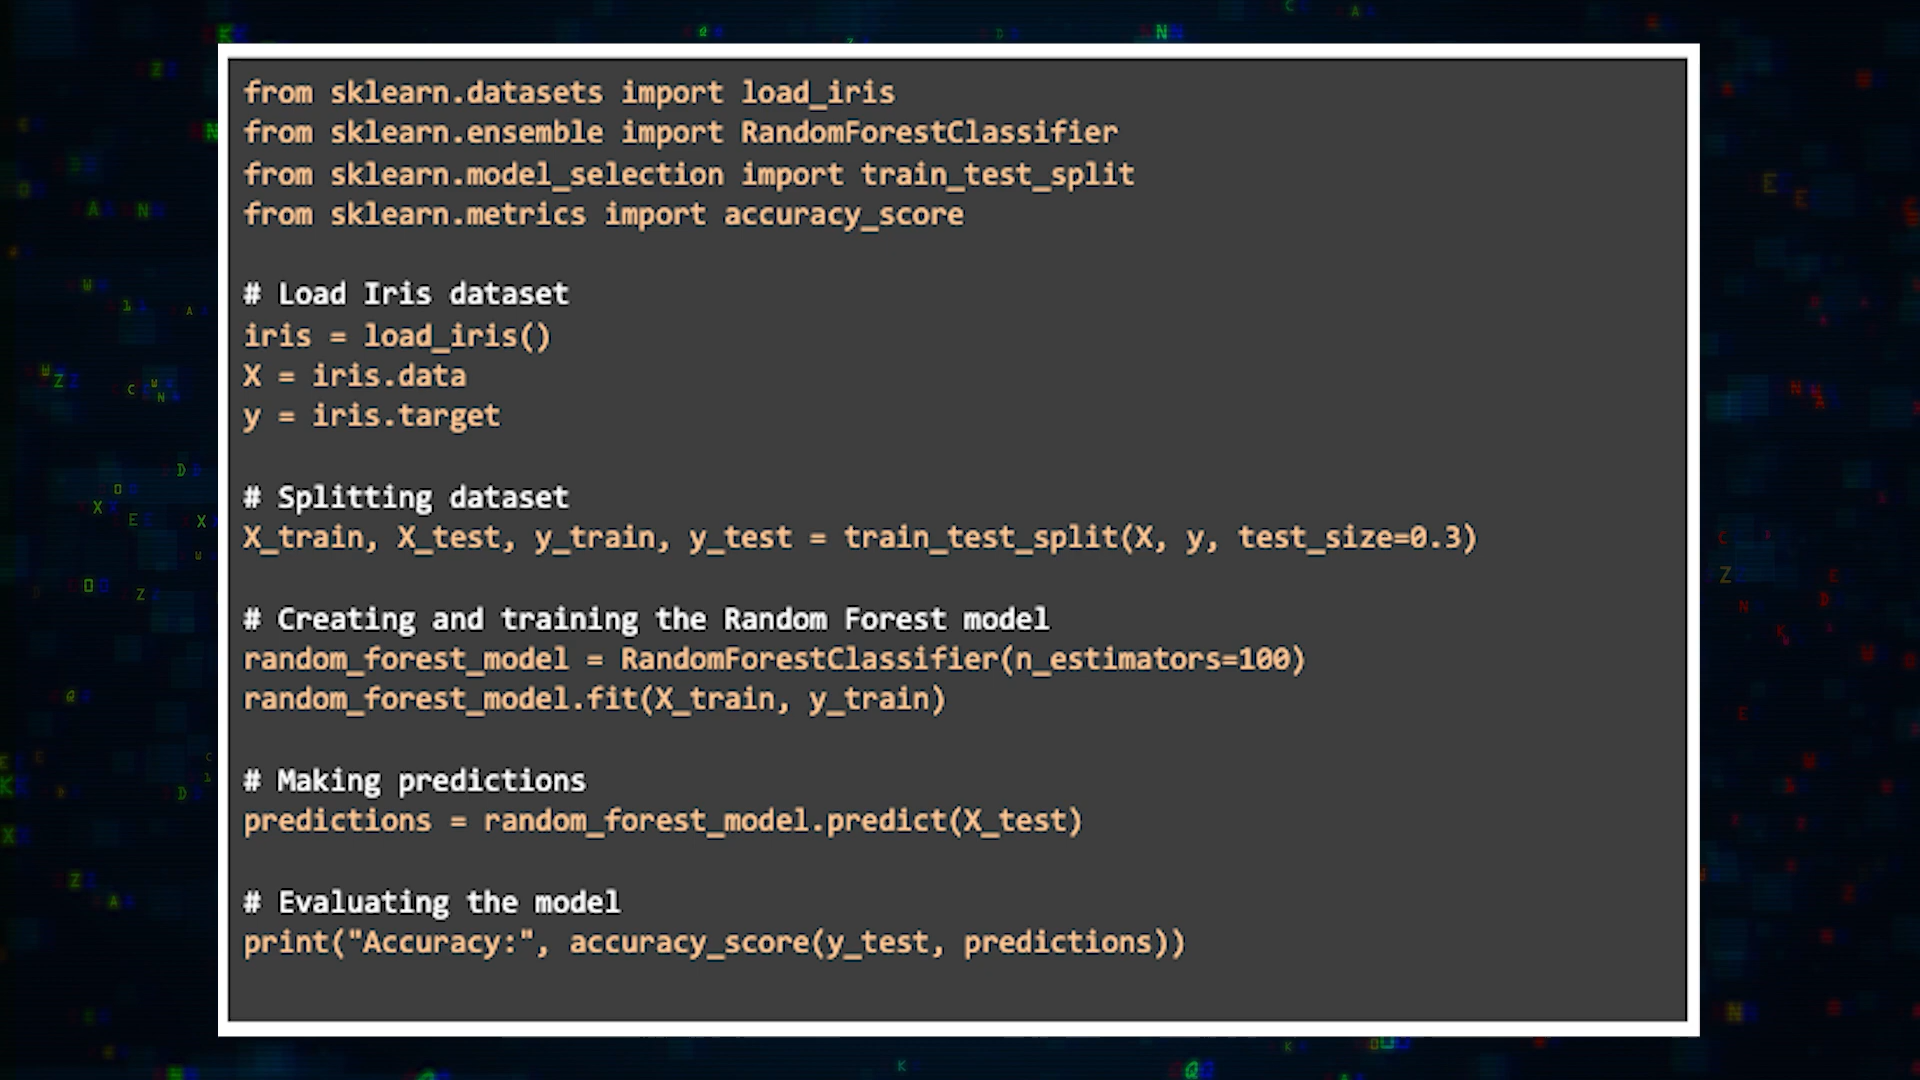 from sklearn.datasets import load_iris
from sklearn.ensemble import RandomForestClassifier
from sklearn.model_selection import train_test_split
from sklearn.metrics import accuracy_score

# Load Iris dataset
iris = load_iris()
X = iris.data
y = iris.target

# Splitting dataset
X_train, X_test, y_train, y_test = train_test_split(X, y, test_size=0.3)

# Creating and training the Random Forest model
random_forest_model = RandomForestClassifier(n_estimators=100)
random_forest_model.fit(X_train, y_train)

# Making predictions
predictions = random_forest_model.predict(X_test)

# Evaluating the model
print("Accuracy:", accuracy_score(y_test, predictions))